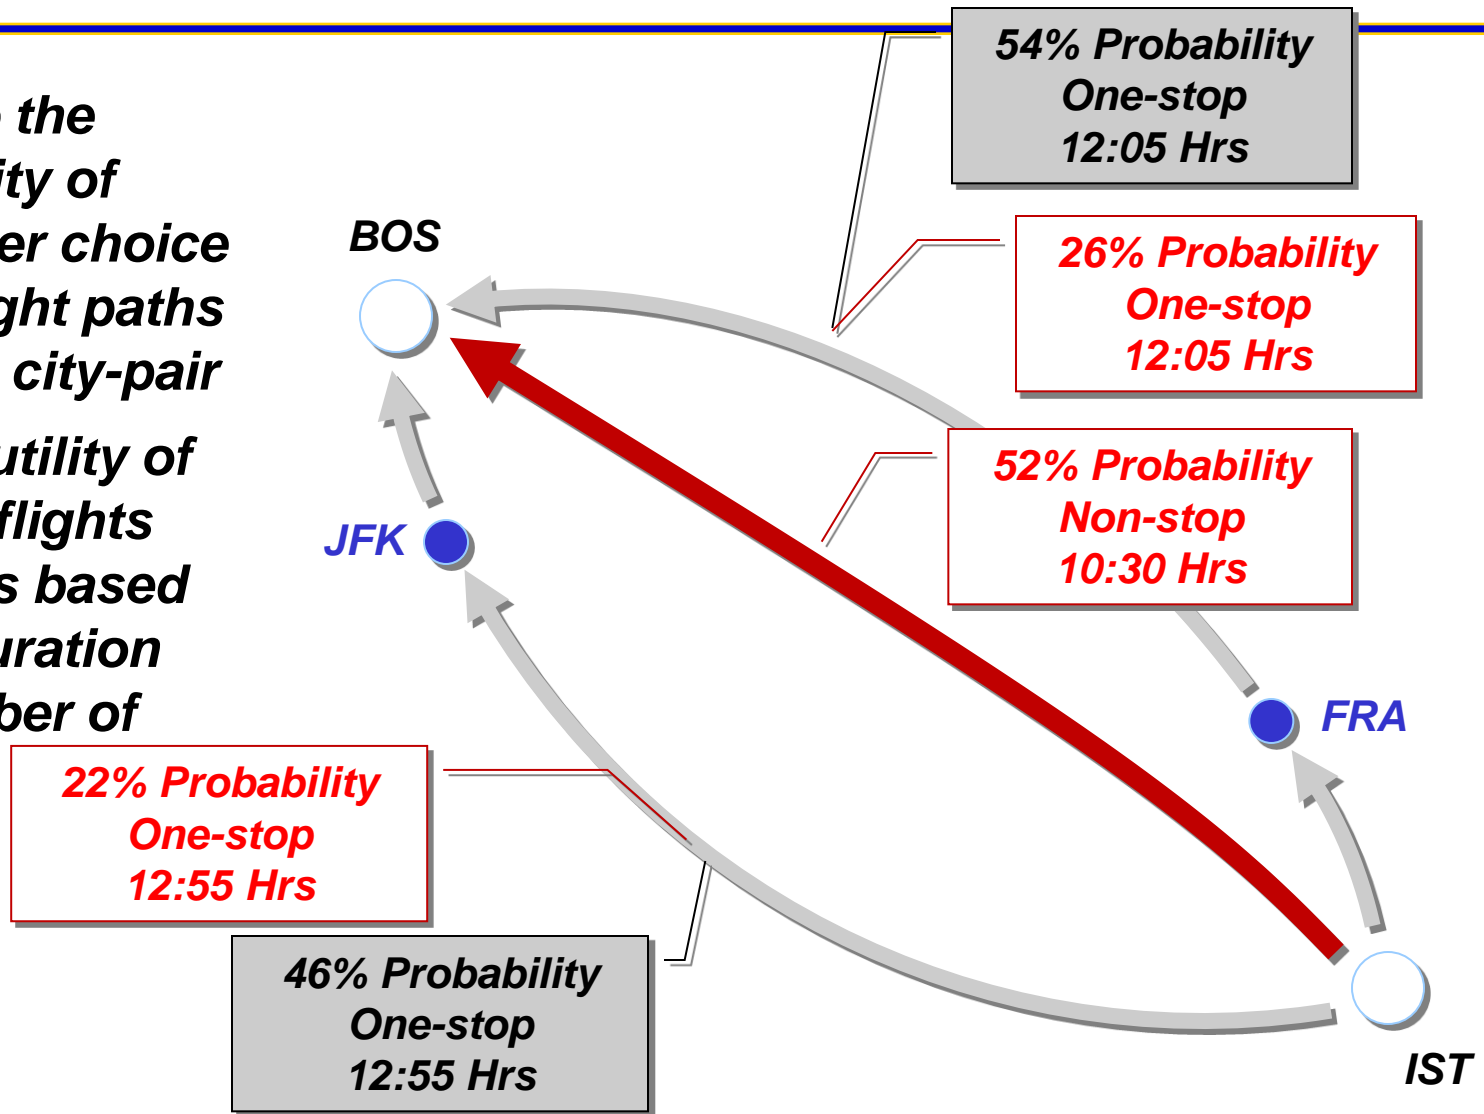 the
ity of
er choice
ght paths
city-pair
utility of
flights
s based
uration
ber of
54% Probability
One-stop
12:05 Hrs
26% Probability
One-stop
12:05 Hrs
BOS
52% Probability
Non-stop
10:30 Hrs
JFK
FRA
22% Probability
One-stop
12:55 Hrs
46% Probability
One-stop
12:55 Hrs
IST